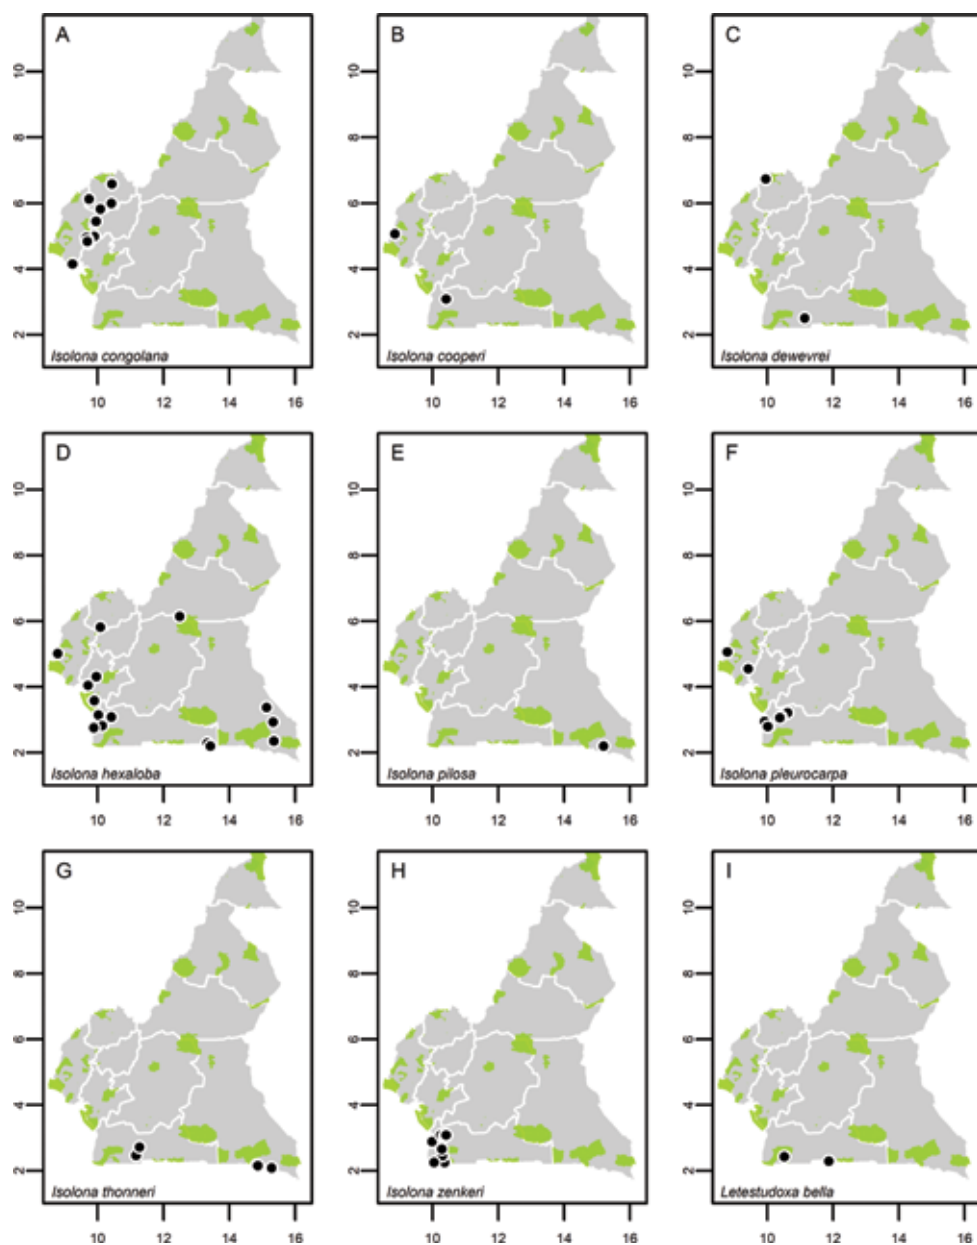 A B C
10 10 10
8 8 8
6 6 6
4 4 4
2 2 2
Isolona congolana Isolona cooperi Isolona dewevrei
10 12 14 16 10 12 14 16 10 12 14 16
D E F
10 10 10
8 8 8
6 6 6
4 4 4
2 2 2
Isolona hexaloba Isolona pilosa Isolona pleurocarpa
10 12 14 16 10 12 14 16 10 12 14 16
G H I
10 10 10
8 8 8
6 6 6
4 4 4
2 2 2
Isolona thonneri Isolona zenkeri Letestudoxa bella
10 12 14 16 10 12 14 16 10 12 14 16